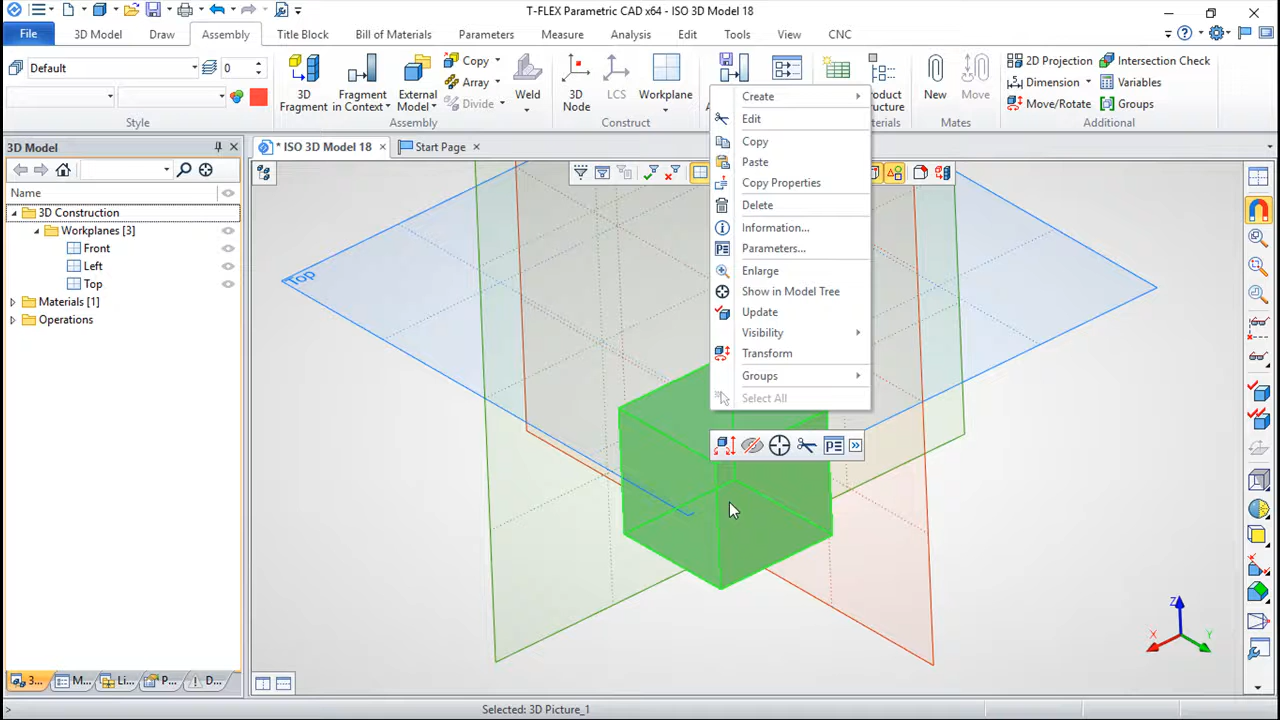 T-FLEX Parametric CAD x64 - ISO 3D Model 18
File 3D Model Draw Assembly Title Block Bill of Materials Parameters Measure Analysis Edit Tools View CNC
Default 0
Style
3D Fragment
Fragment in Context
External Model
Copy
Array
Divide
Weld
Assembly
3D Node
LCS
Workplane
Construct
Product Structure
New
Move
Mates
2D Projection
Intersection Check
Dimension
Variables
Move/Rotate
Groups
Additional
3D Model
* ISO 3D Model 18
Start Page
Name
3D Construction
Workplanes [3]
Front
Left
Top
Materials [1]
Operations
Top
Create
Edit
Copy
Paste
Copy Properties
Delete
Information...
Parameters...
Enlarge
Show in Model Tree
Update
Visibility
Transform
Groups
Select All
Z
X
Y
3... M... Li... P... D...
> Selected: 3D Picture_1